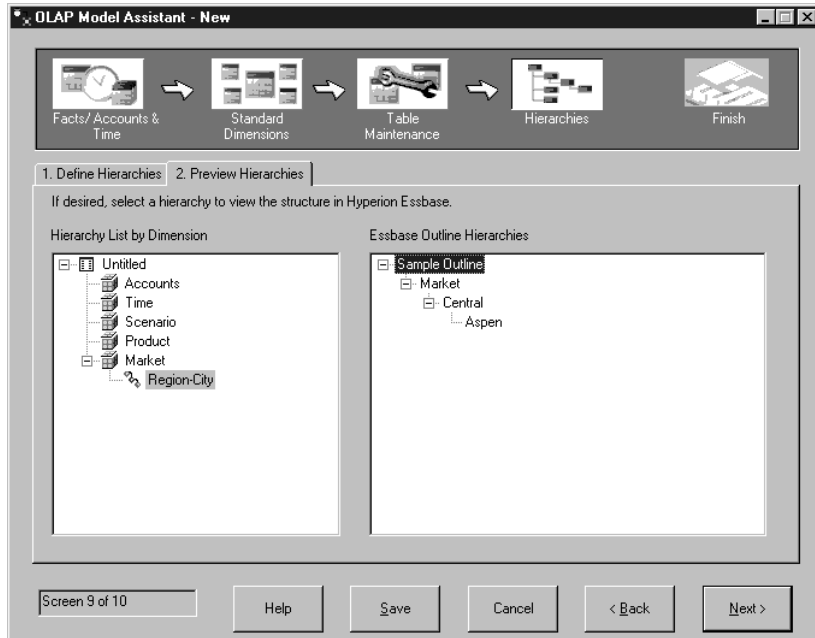 OLAP Model Assistant - New
Facts/ Accounts &
Time
Standard
Dimensions
Table
Maintenance
Hierarchies
Finish
1. Define Hierarchies
2. Preview Hierarchies
If desired, select a hierarchy to view the structure in Hyperion Essbase.
Hierarchy List by Dimension
Untitled
Accounts
Time
Scenario
Product
Market
Region-City
Essbase Outline Hierarchies
Sample Outline
Market
Central
Aspen
Screen 9 of 10
Help
Save
Cancel
< Back
Next >